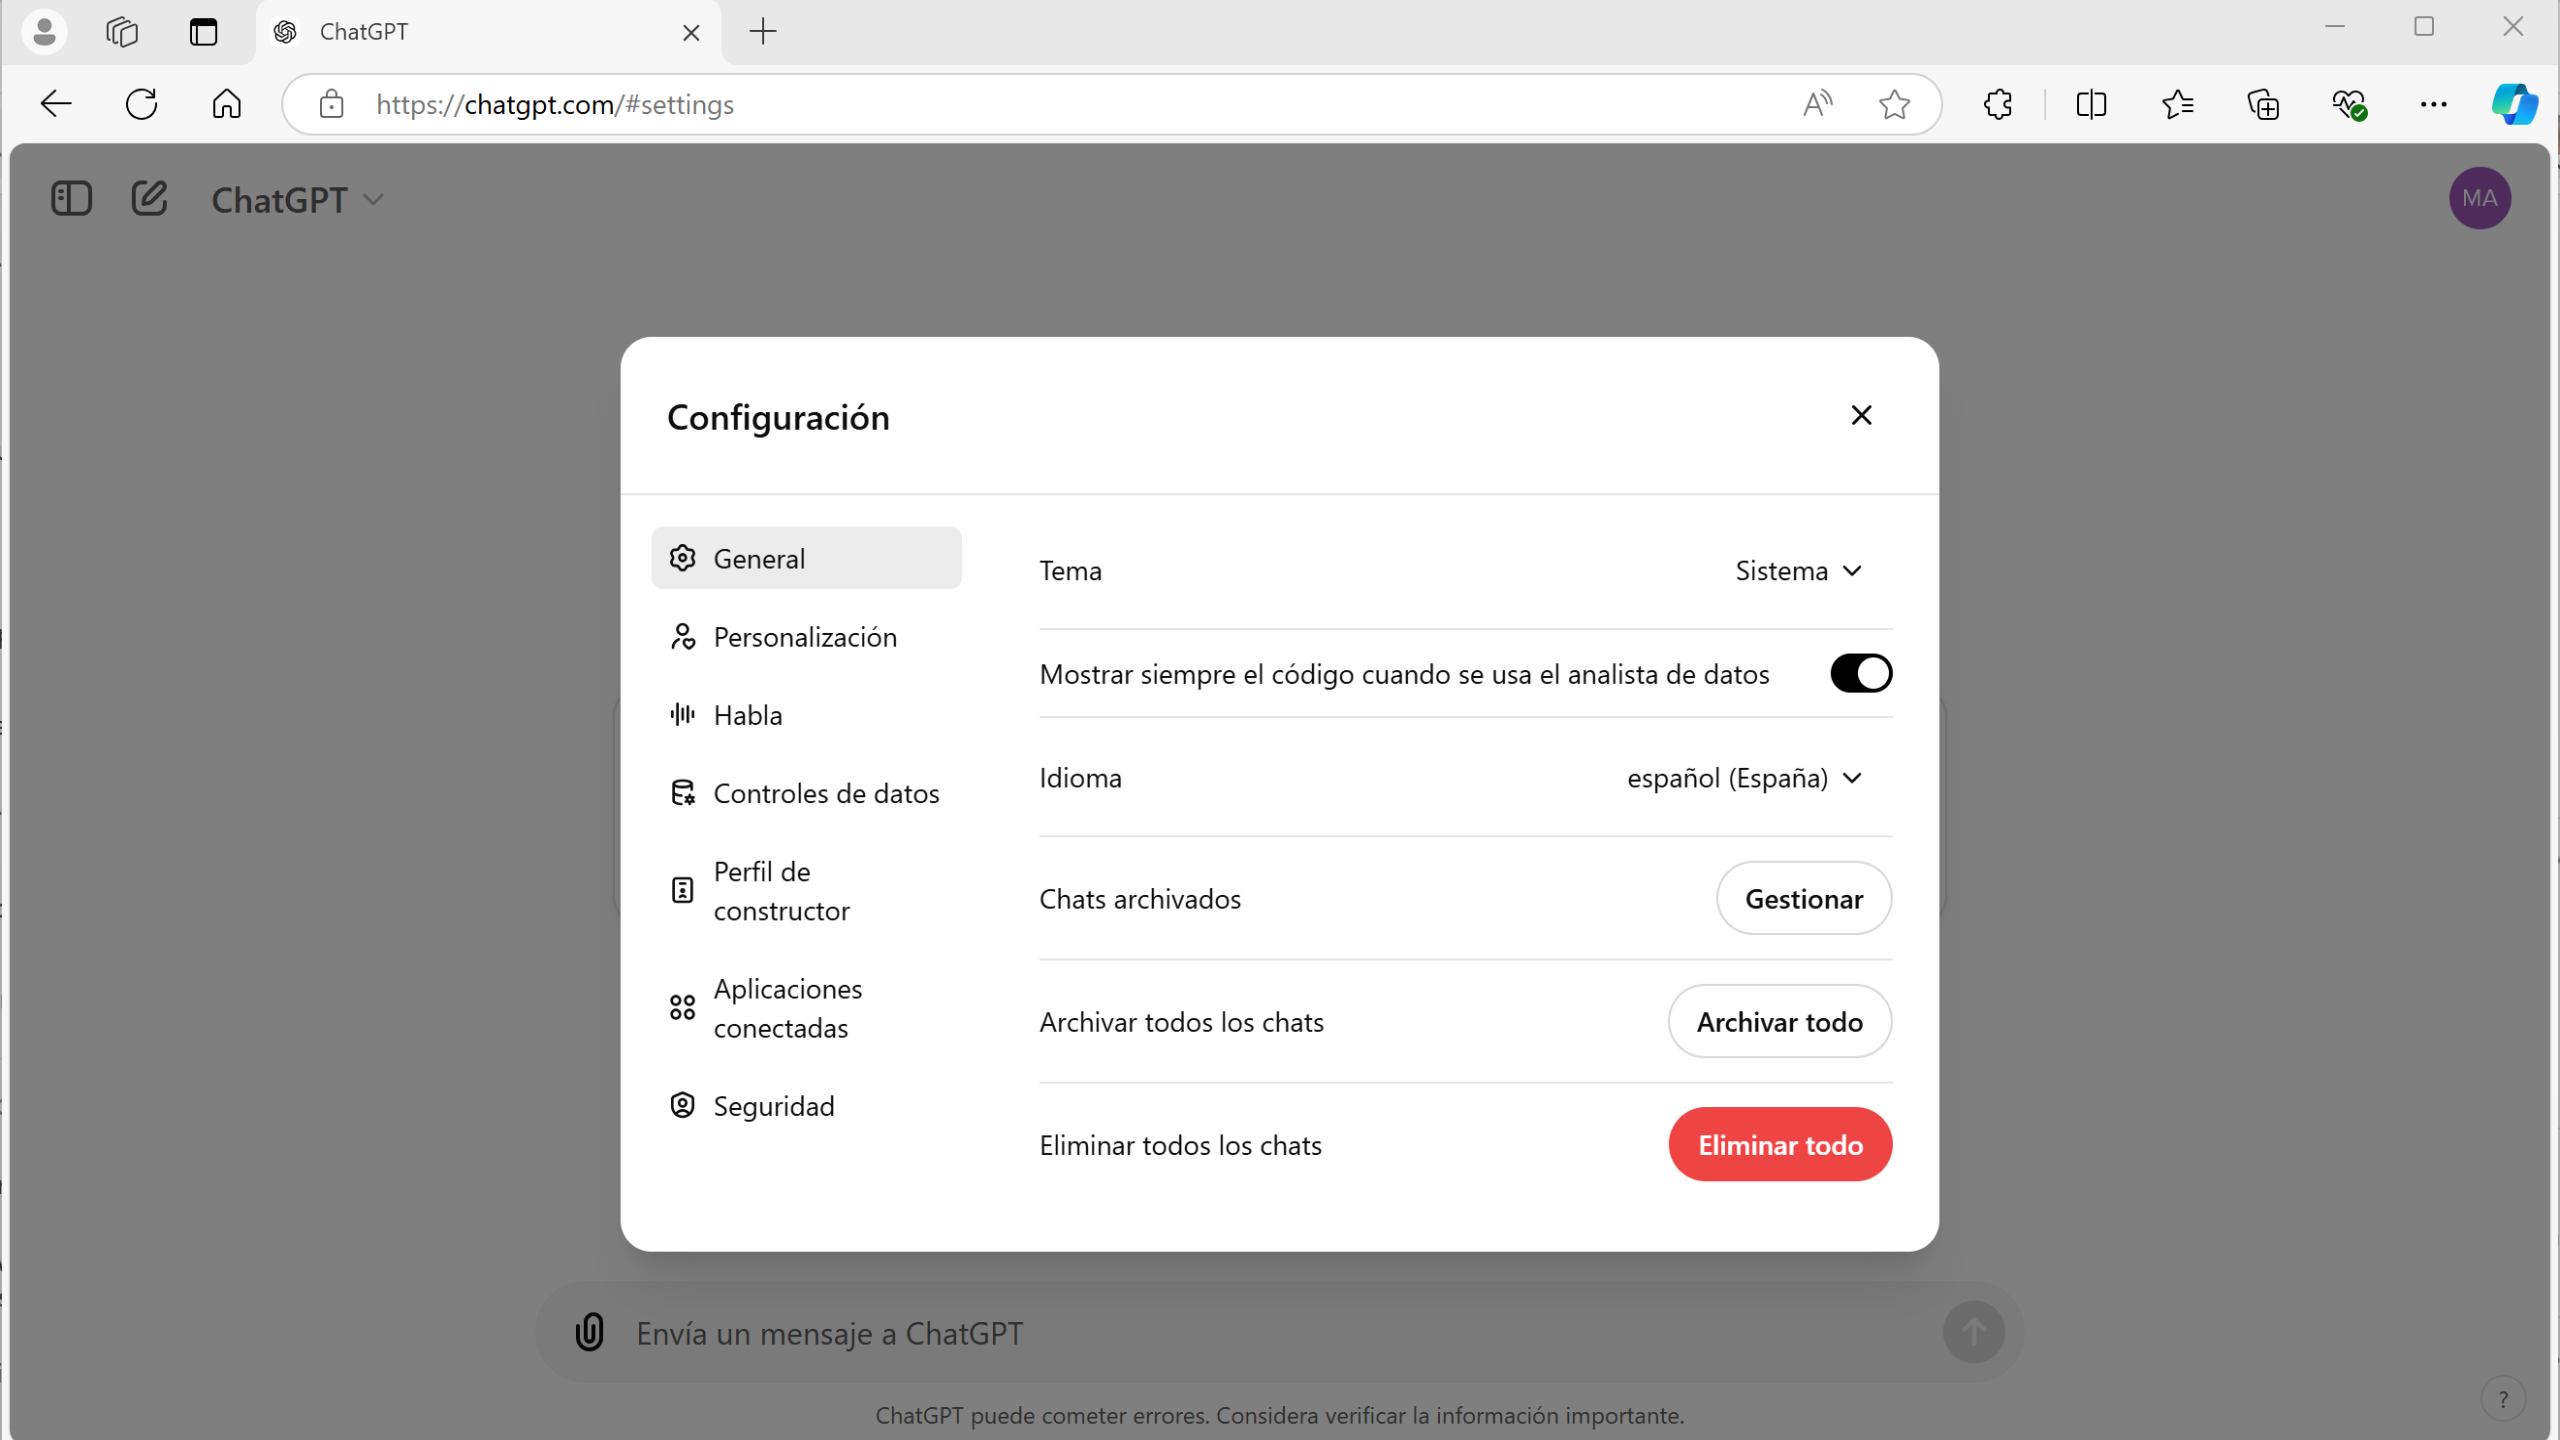 ChatGPT
https://chatgpt.com/#settings
ChatGPT
MA
Configuración
General
Personalización
Habla
Controles de datos
Perfil de
constructor
Aplicaciones
conectadas
Seguridad
Tema
Sistema
Mostrar siempre el código cuando se usa el analista de datos
Idioma
español (España)
Chats archivados
Gestionar
Archivar todos los chats
Archivar todo
Eliminar todos los chats
Eliminar todo
Envía un mensaje a ChatGPT
ChatGPT puede cometer errores. Considera verificar la información importante.
?